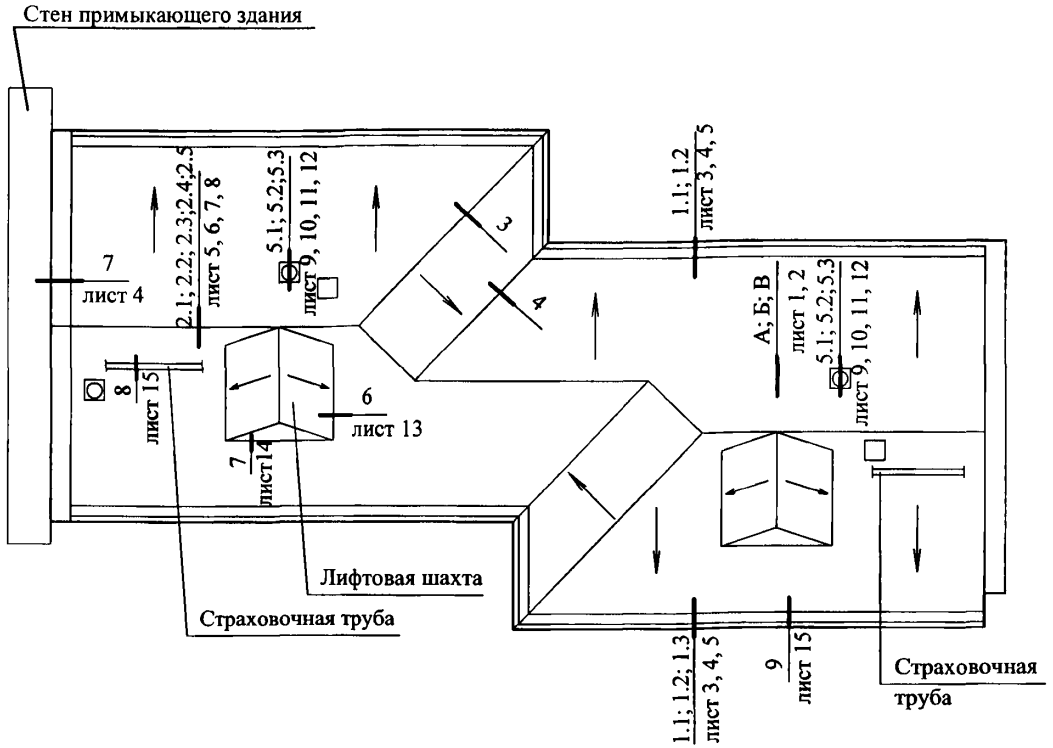 Стен примыкающего здания
2.1; 2.2; 2.3;2.4;2.5
лист 5, 6, 7, 8
5.1; 5.2;5.3
лист 9, 10, 11, 12
1.1; 1.2
лист 3, 4, 5
3
7
лист 4
4
А; Б; В
лист 1, 2
5.1; 5.2;5.3
лист 9, 10, 11, 12
8
лист 15
6
лист 13
7
лист14
Лифтовая шахта
Страховочная труба
1.1; 1.2; 1.3
лист 3, 4, 5
9
лист 15
Страховочная
труба